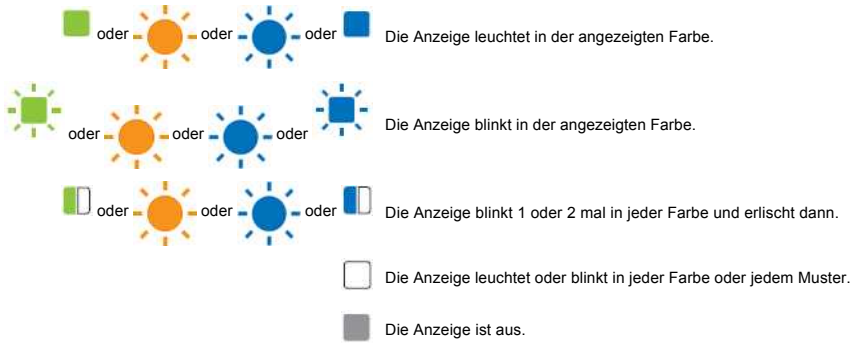 oder oder oder Die Anzeige leuchtet in der angezeigten Farbe.
oder oder oder Die Anzeige blinkt in der angezeigten Farbe.
oder oder oder Die Anzeige blinkt 1 oder 2 mal in jeder Farbe und erlischt dann.
Die Anzeige leuchtet oder blinkt in jeder Farbe oder jedem Muster.
Die Anzeige ist aus.